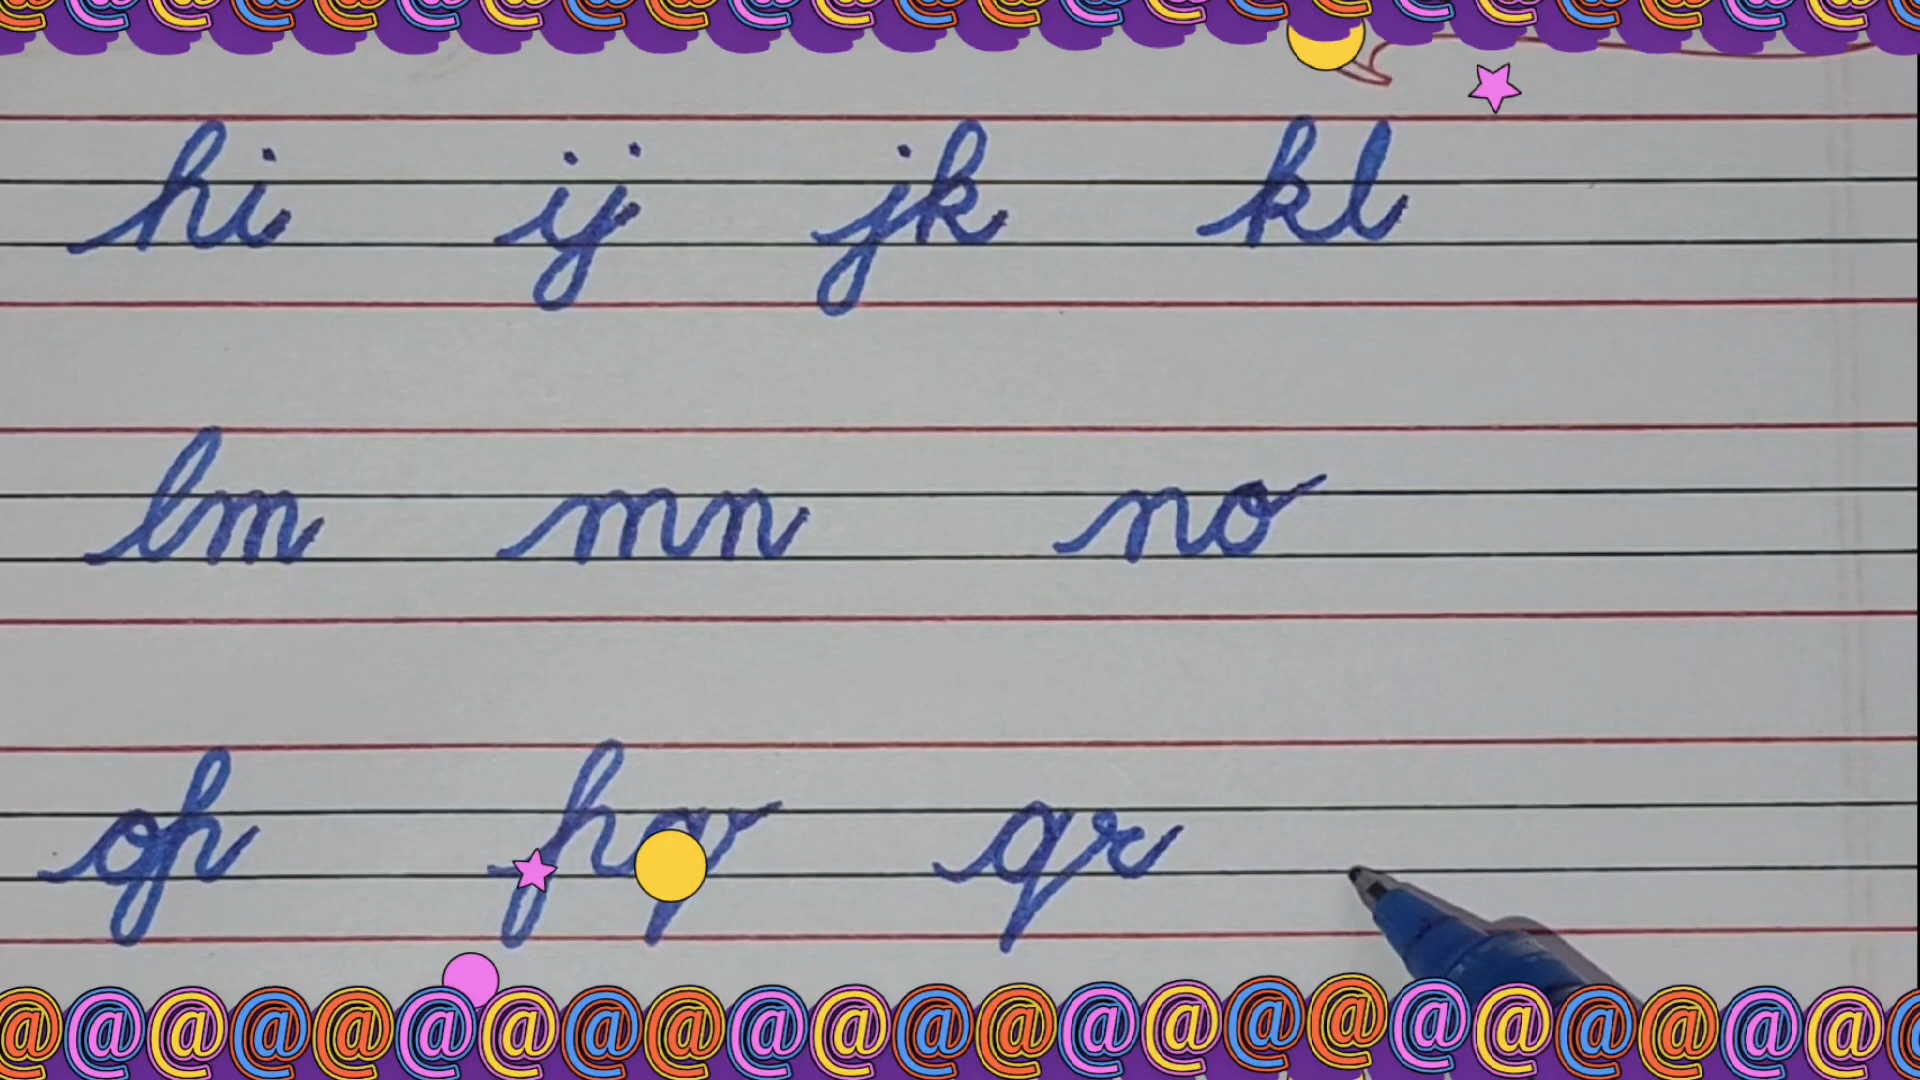 hi ij jk kl
lm mn no
op pq qr